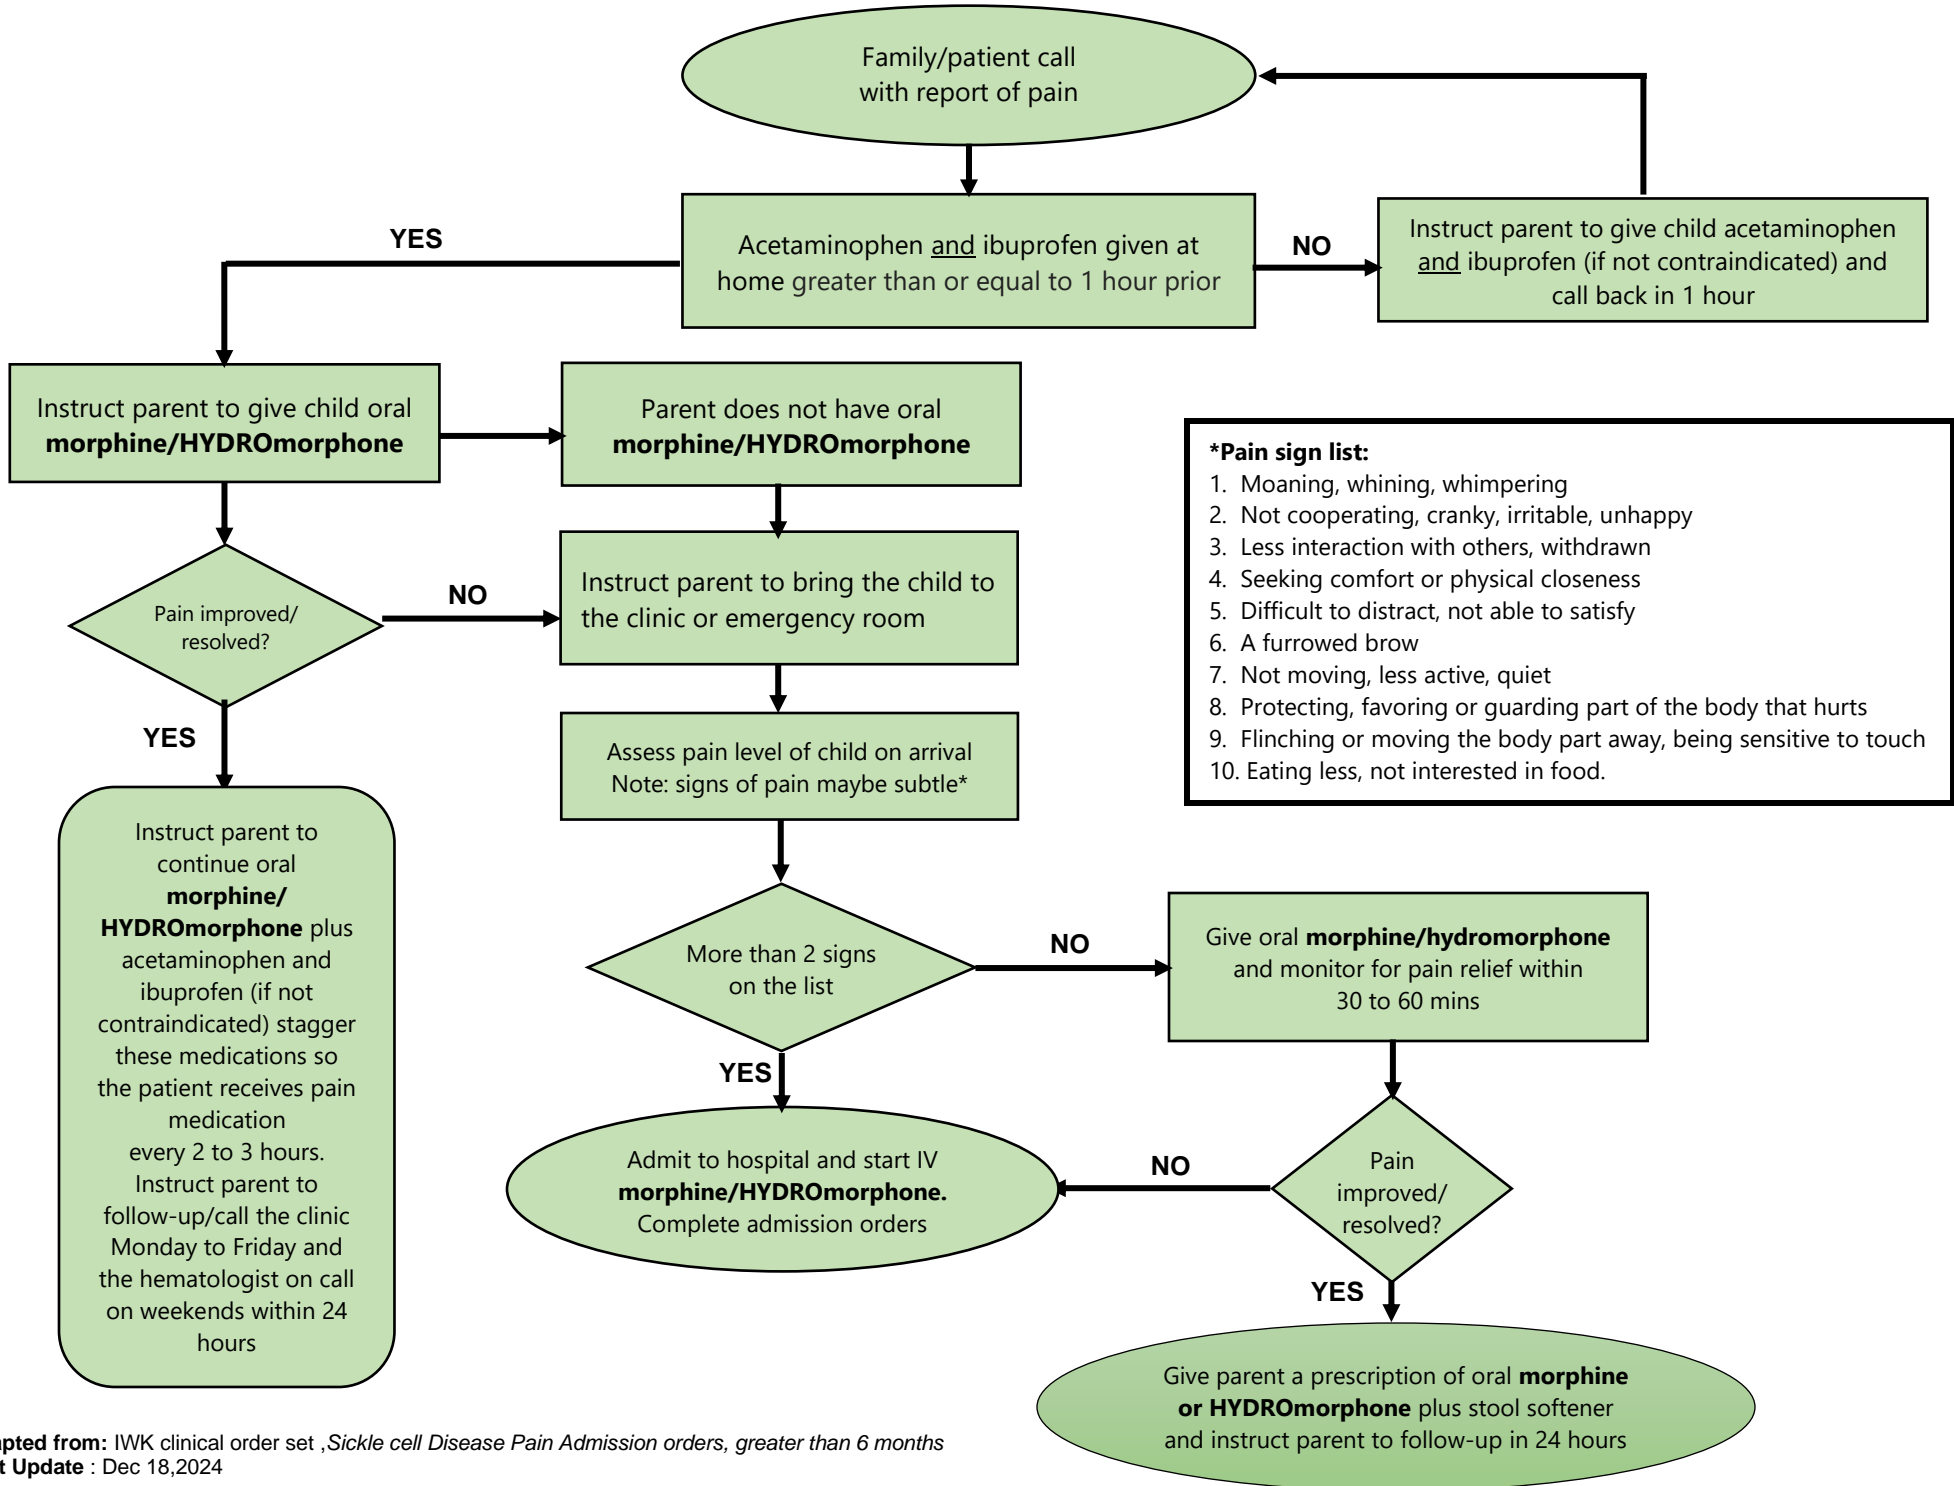 Family/patient call
with report of pain
Acetaminophen and ibuprofen given at
home greater than or equal to 1 hour prior
YES
NO
Instruct parent to give child acetaminophen
and ibuprofen (if not contraindicated) and
call back in 1 hour
Instruct parent to give child oral
morphine/HYDROmorphone
Parent does not have oral
morphine/HYDROmorphone
*Pain sign list:
1. Moaning, whining, whimpering
2. Not cooperating, cranky, irritable, unhappy
3. Less interaction with others, withdrawn
4. Seeking comfort or physical closeness
5. Difficult to distract, not able to satisfy
6. A furrowed brow
7. Not moving, less active, quiet
8. Protecting, favoring or guarding part of the body that hurts
9. Flinching or moving the body part away, being sensitive to touch
10. Eating less, not interested in food.
Pain improved/
resolved?
NO
Instruct parent to bring the child to
the clinic or emergency room
YES
Assess pain level of child on arrival
Note: signs of pain maybe subtle*
Instruct parent to
continue oral
morphine/
HYDROmorphone plus
acetaminophen and
ibuprofen (if not
contraindicated) stagger
these medications so
the patient receives pain
medication
every 2 to 3 hours.
Instruct parent to
follow-up/call the clinic
Monday to Friday and
the hematologist on call
on weekends within 24
hours
More than 2 signs
on the list
NO
Give oral morphine/hydromorphone
and monitor for pain relief within
30 to 60 mins
YES
Admit to hospital and start IV
morphine/HYDROmorphone.
Complete admission orders
NO
Pain
improved/
resolved?
YES
Give parent a prescription of oral morphine
or HYDROmorphone plus stool softener
and instruct parent to follow-up in 24 hours
apted from: IWK clinical order set ,Sickle cell Disease Pain Admission orders, greater than 6 months
t Update : Dec 18,2024